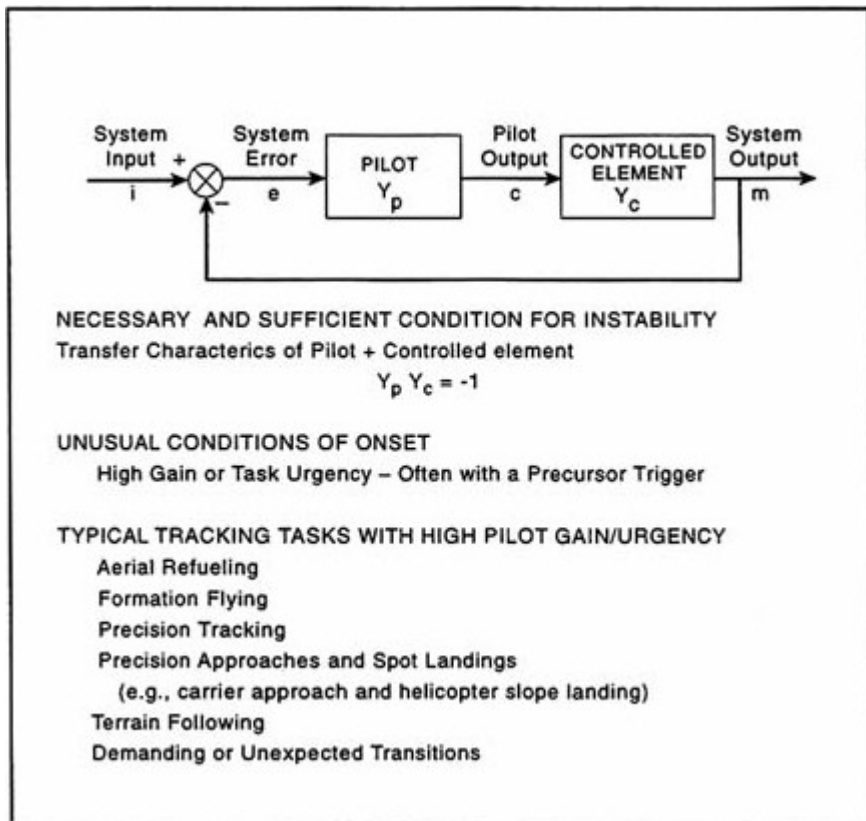 System Input
+
i
−
System Error
e
PILOT
Yp
Pilot Output
c
CONTROLLED ELEMENT
Yc
System Output
m
NECESSARY AND SUFFICIENT CONDITION FOR INSTABILITY
Transfer Characterics of Pilot + Controlled element
Yp Yc = -1
UNUSUAL CONDITIONS OF ONSET
High Gain or Task Urgency – Often with a Precursor Trigger
TYPICAL TRACKING TASKS WITH HIGH PILOT GAIN/URGENCY
Aerial Refueling
Formation Flying
Precision Tracking
Precision Approaches and Spot Landings
(e.g., carrier approach and helicopter slope landing)
Terrain Following
Demanding or Unexpected Transitions